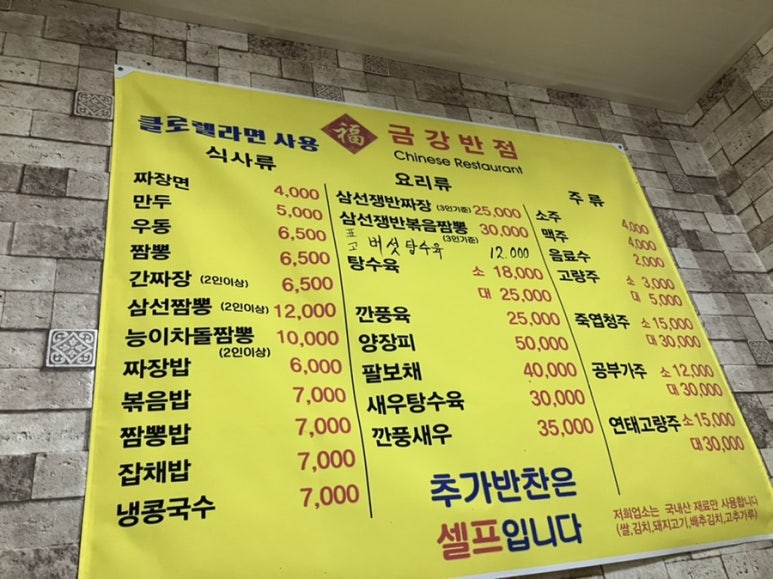 클로렐라면 사용
福 금강반점
Chinese Restaurant
식사류
짜장면 4,000
만두 5,000
우동 6,500
짬뽕 6,500
간짜장 (2인이상) 6,500
삼선짬뽕 (2인이상) 12,000
능이차돌짬뽕 10,000
(2인이상)
짜장밥 6,000
볶음밥 7,000
짬뽕밥 7,000
잡채밥 7,000
냉콩국수 7,000
요리류
삼선쟁반짜장 (3인기준) 25,000
삼선쟁반볶음짬뽕 30,000
(3인기준)
표고버섯탕수육 12.000
탕수육 소 18,000
대 25,000
깐풍육 25,000
양장피 50,000
팔보채 40,000
새우탕수육 30,000
깐풍새우 35,000
주류
소주 4,000
맥주 4,000
음료수 2,000
고량주 소 3,000
대 5,000
죽엽청주 소 15,000
대 30,000
공부가주 소 12,000
대 30,000
연태고량주 소 15,000
대 30,000
추가반찬은
셀프입니다
저희업소는 국내산 재료만 사용합니다
(쌀,김치,돼지고기,배추김치,고추가루)